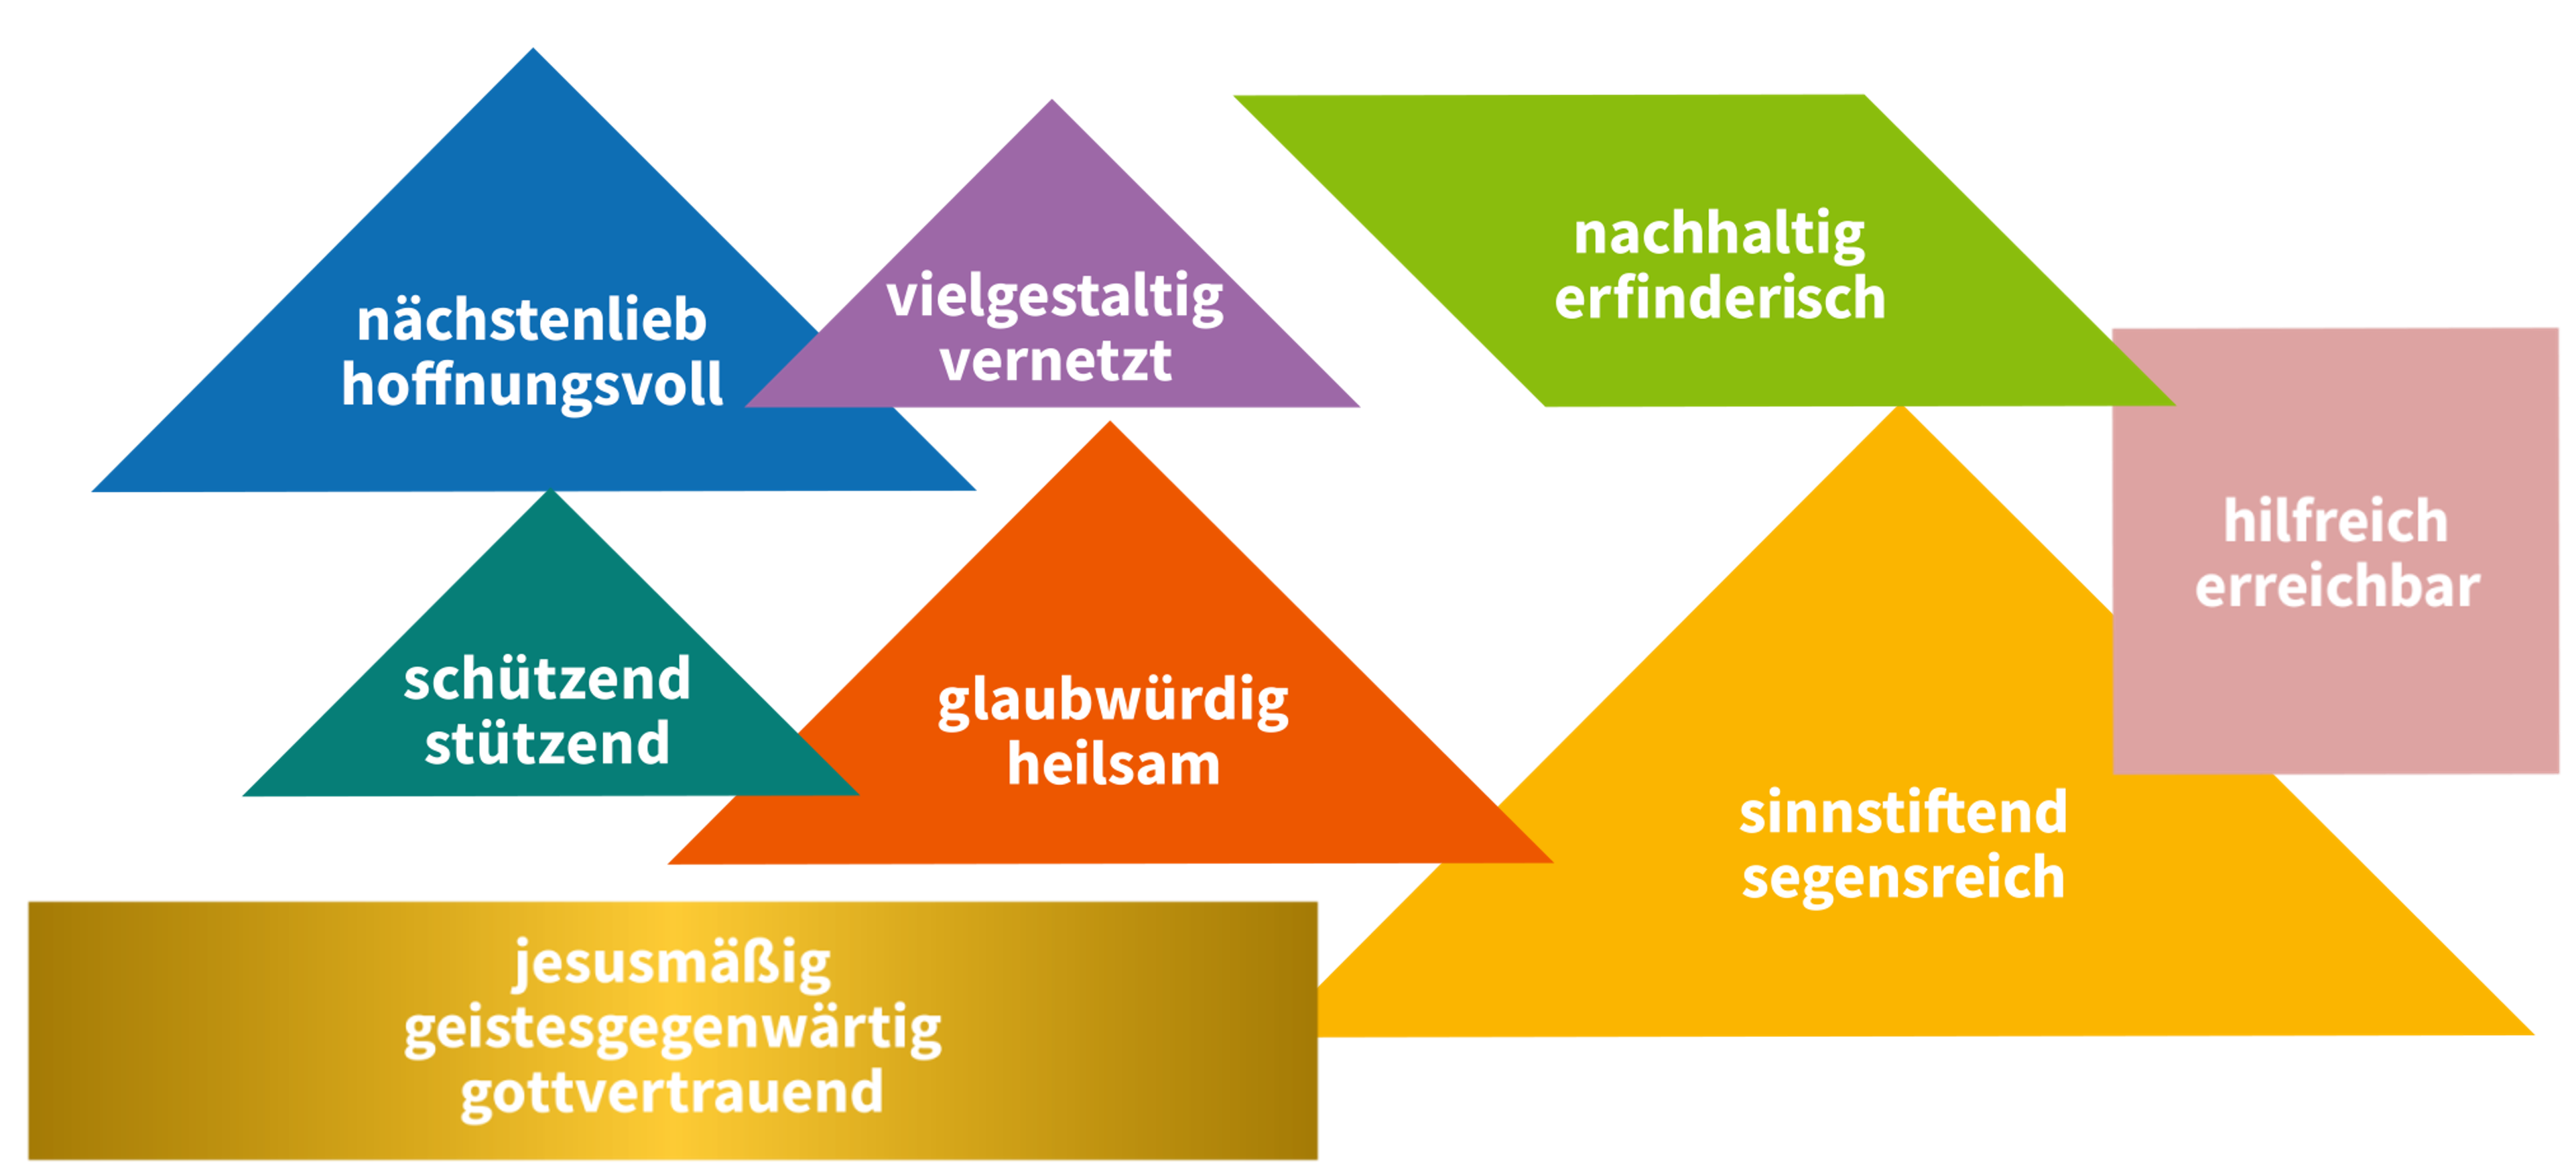 nächstenlieb
hoffnungsvoll
vielgestaltig
vernetzt
nachhaltig
erfinderisch
hilfreich
erreichbar
schützend
stützend
glaubwürdig
heilsam
sinnstiftend
segensreich
jesusmäßig
geistesgegenwärtig
gottvertrauend